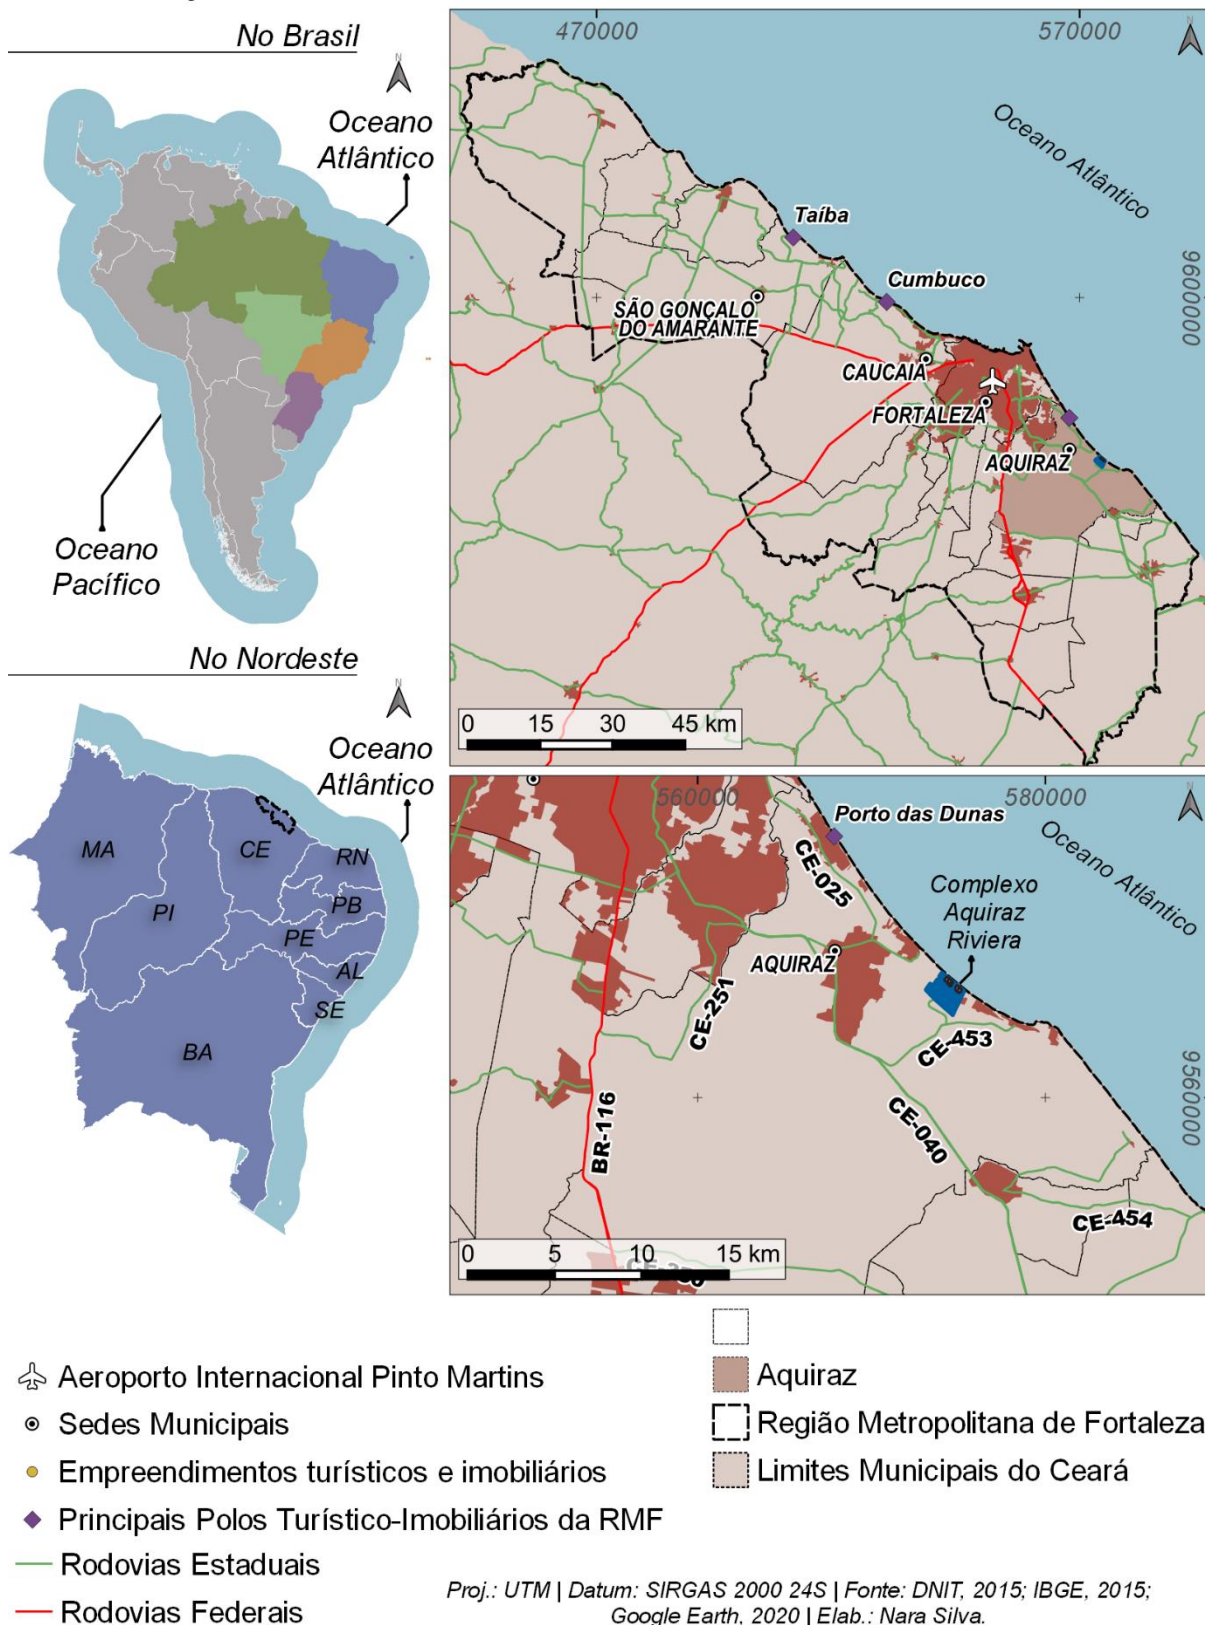 No Brasil
N
Oceano
Atlântico
Oceano
Pacífico
No Nordeste
N
Oceano
Atlântico
MA
CE
RN
PI
PB
PE
AL
SE
BA
470000
570000
N
Oceano Atlântico
Taíba
9600000
Cumbuco
SÃO GONÇALO
DO AMARANTE
CAUCAIA
FORTALEZA
AQUIRAZ
0 15 30 45 km
560000
580000
N
Porto das Dunas
Oceano Atlântico
CE-025
Complexo
Aquiraz
Riviera
AQUIRAZ
CE-251
CE-453
9560000
BR-116
CE-040
CE-454
0 5 10 15 km
Aeroporto Internacional Pinto Martins
Sedes Municipais
Empreendimentos turísticos e imobiliários
Principais Polos Turístico-Imobiliários da RMF
Rodovias Estaduais
Rodovias Federais
Aquiraz
Região Metropolitana de Fortaleza
Limites Municipais do Ceará
Proj.: UTM | Datum: SIRGAS 2000 24S | Fonte: DNIT, 2015; IBGE, 2015;
Google Earth, 2020 | Elab.: Nara Silva.